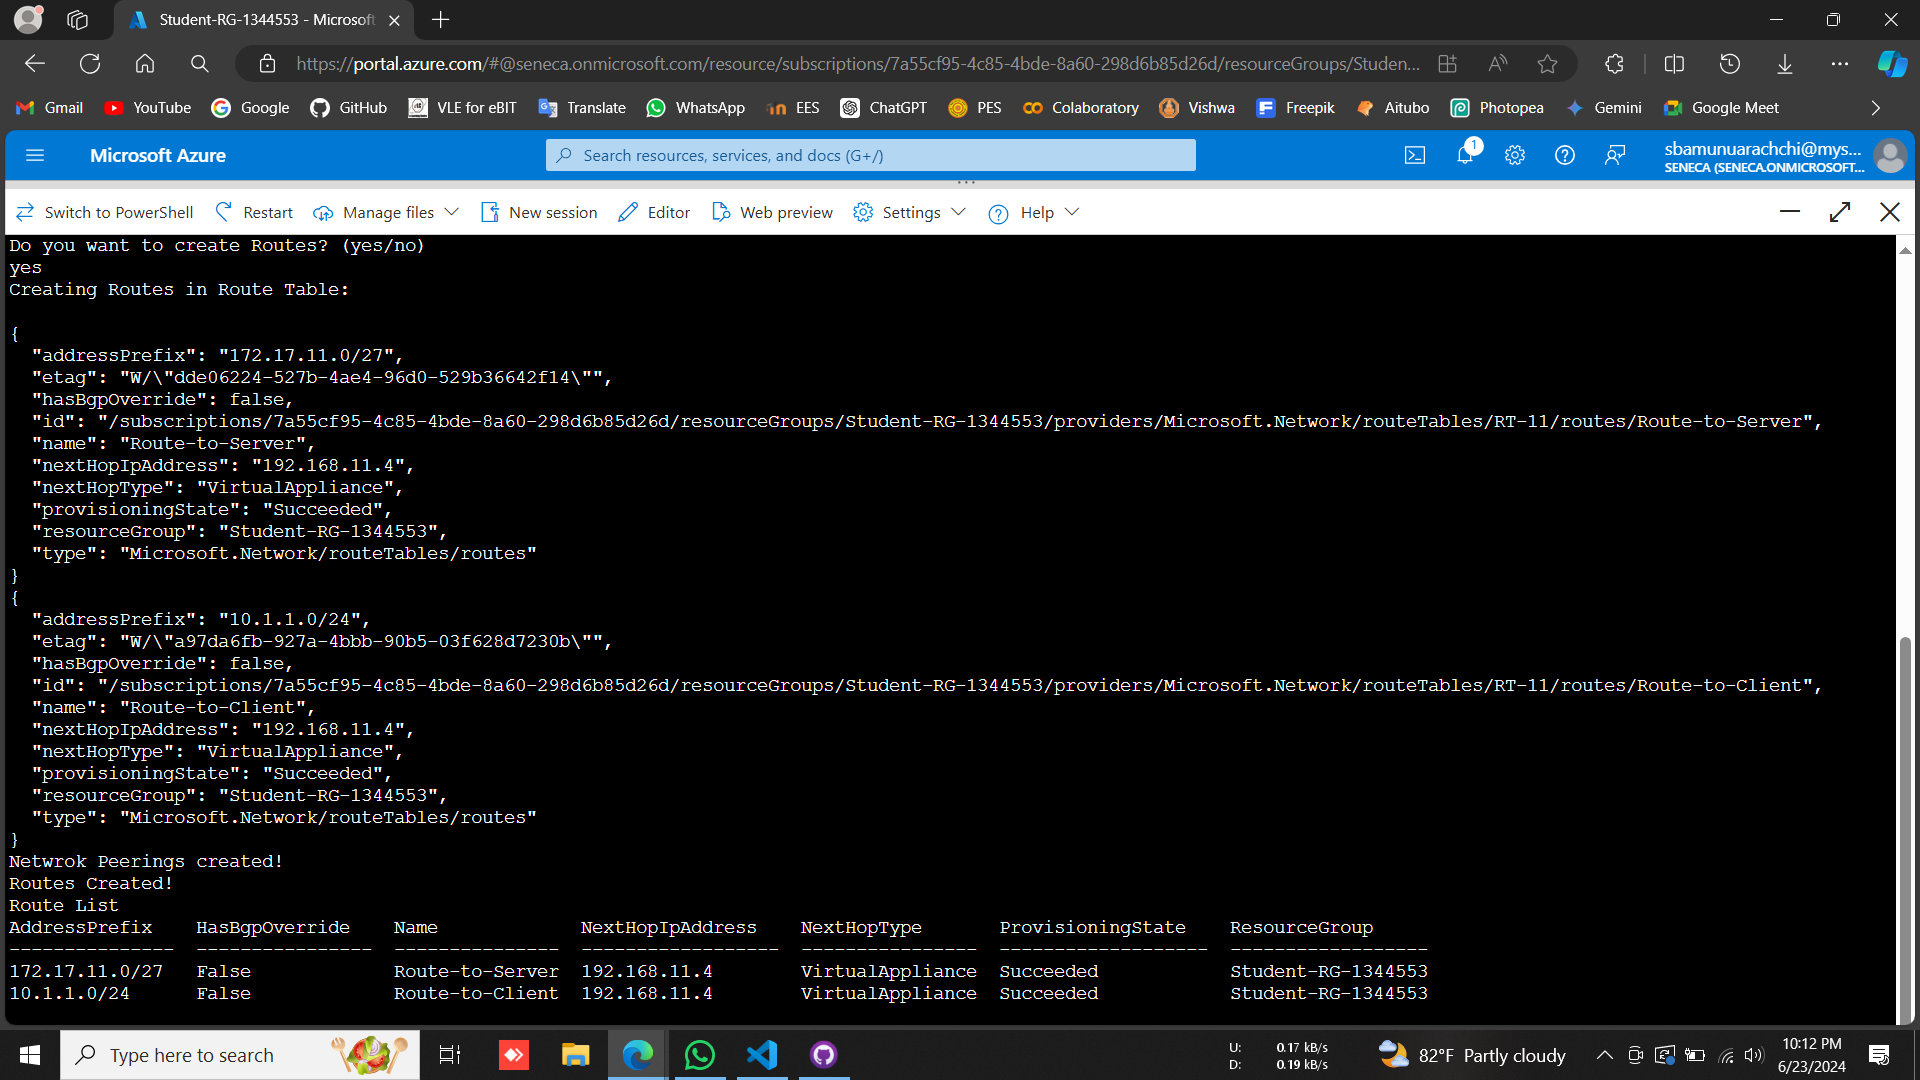 Student-RG-1344553 - Microsoft
https://portal.azure.com/#@seneca.onmicrosoft.com/resource/subscriptions/7a55cf95-4c85-4bde-8a60-298d6b85d26d/resourceGroups/Studen...
Gmail YouTube Google GitHub VLE for eBIT Translate WhatsApp EES ChatGPT PES Colaboratory Vishwa Freepik Aitubo Photopea Gemini Google Meet
Microsoft Azure
Search resources, services, and docs (G+/)
1
sbamunuarachchi@mys...
SENECA (SENECA.ONMICROSOFT...
Switch to PowerShell Restart Manage files New session Editor Web preview Settings Help
Do you want to create Routes? (yes/no)
yes
Creating Routes in Route Table:
{
"addressPrefix": "172.17.11.0/27",
"etag": "W/\"dde06224-527b-4ae4-96d0-529b36642f14\"",
"hasBgpOverride": false,
"id": "/subscriptions/7a55cf95-4c85-4bde-8a60-298d6b85d26d/resourceGroups/Student-RG-1344553/providers/Microsoft.Network/routeTables/RT-11/routes/Route-to-Server",
"name": "Route-to-Server",
"nextHopIpAddress": "192.168.11.4",
"nextHopType": "VirtualAppliance",
"provisioningState": "Succeeded",
"resourceGroup": "Student-RG-1344553",
"type": "Microsoft.Network/routeTables/routes"
}
{
"addressPrefix": "10.1.1.0/24",
"etag": "W/\"a97da6fb-927a-4bbb-90b5-03f628d7230b\"",
"hasBgpOverride": false,
"id": "/subscriptions/7a55cf95-4c85-4bde-8a60-298d6b85d26d/resourceGroups/Student-RG-1344553/providers/Microsoft.Network/routeTables/RT-11/routes/Route-to-Client",
"name": "Route-to-Client",
"nextHopIpAddress": "192.168.11.4",
"nextHopType": "VirtualAppliance",
"provisioningState": "Succeeded",
"resourceGroup": "Student-RG-1344553",
"type": "Microsoft.Network/routeTables/routes"
}
Netwrok Peerings created!
Routes Created!
Route List
AddressPrefix HasBgpOverride Name NextHopIpAddress NextHopType ProvisioningState ResourceGroup
--------------- ---------------- --------------- ------------------ ---------------- ------------------- ------------------
172.17.11.0/27 False Route-to-Server 192.168.11.4 VirtualAppliance Succeeded Student-RG-1344553
10.1.1.0/24 False Route-to-Client 192.168.11.4 VirtualAppliance Succeeded Student-RG-1344553
Type here to search
U: 0.17 kB/s
D: 0.19 kB/s
82°F Partly cloudy
10:12 PM
6/23/2024